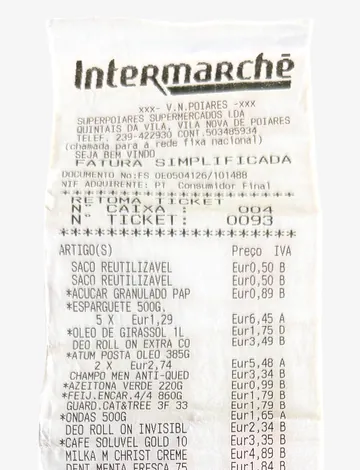 Intermarchē
xxx- V.N.POIARES -xxx
SUPERPOIARES SUPERMERCADOS LDA
QUINTAIS DA VILA, VILA NOVA DE POIARES
TELEF. 239-422930 CONT.503485934
(chamada para a rede fixa nacional)
SEJA BEM VINDO
FATURA SIMPLIFICADA
DOCUMENTO No:FS OE0504126/101488
NIF ADQUIRENTE: PT Consumidor Final
RETOMA TICKET
Nº CAIXA : 004
Nº TICKET: 0093
ARTIGO(S) Preço IVA
SACO REUTILIZAVEL Eur0,50 B
SACO REUTILIZAVEL Eur0,50 B
*ACUCAR GRANULADO PAP Eur0,89 B
*ESPARGUETE 500G.
5 X Eur1,29 Eur6,45 A
*OLEO DE GIRASSOL 1L Eur1,75 D
DEO ROLL ON EXTRA CO Eur3,49 B
*ATUM POSTA OLEO 385G
2 X Eur2,74 Eur5,48 A
CHAMPO MEN ANTI-QUED Eur3,34 B
*AZEITONA VERDE 220G Eur0,99 B
*FEIJ.ENCAR.4/4 860G Eur1,79 B
GUARD.CAT&TREE 3F 33 Eur1,79 B
*ONDAS 500G Eur1,65 A
DEO ROLL ON INVISIBL Eur2,34 B
*CAFE SOLUVEL GOLD 10 Eur3,35 B
MILKA M CHRIST CREME Eur4,89 B
DENT.MENTA FRESCA 75 Eur1,84 B